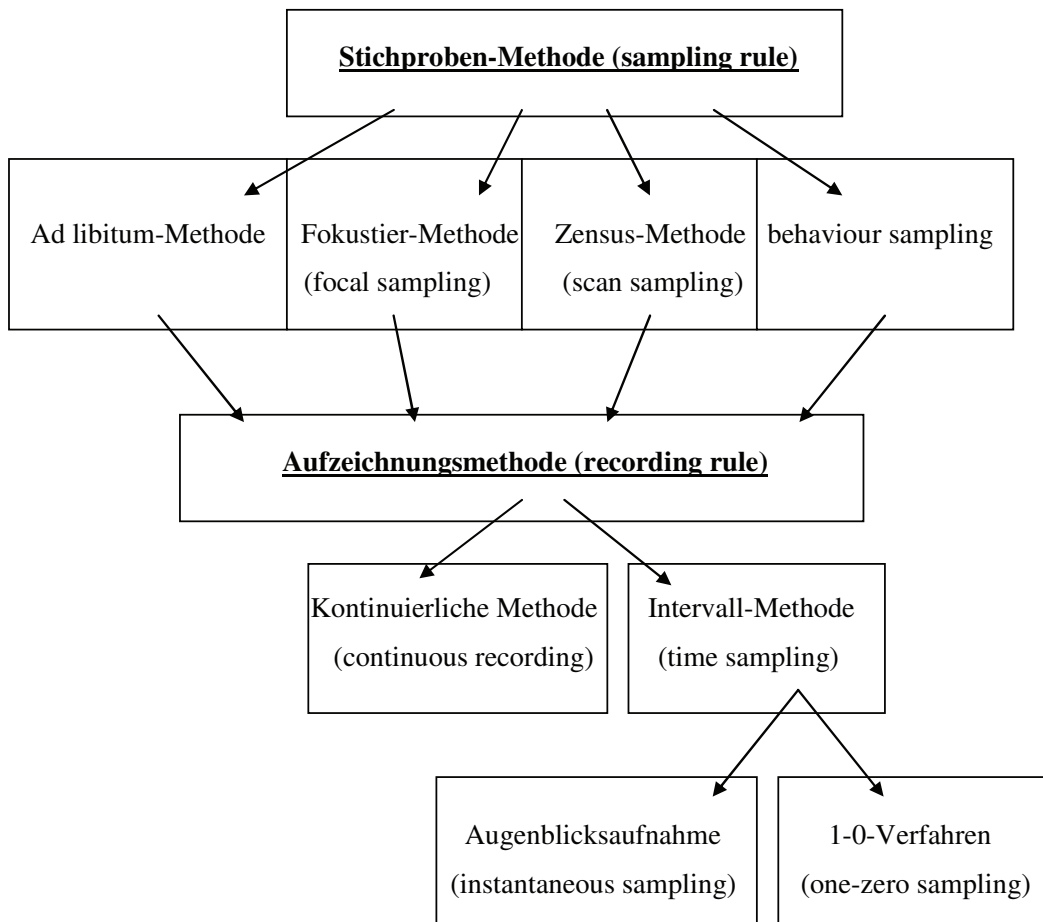 Stichproben-Methode (sampling rule)
Ad libitum-Methode
Fokustier-Methode
(focal sampling)
Zensus-Methode
(scan sampling)
behaviour sampling
Aufzeichnungsmethode (recording rule)
Kontinuierliche Methode
(continuous recording)
Intervall-Methode
(time sampling)
Augenblicksaufnahme
(instantaneous sampling)
1-0-Verfahren
(one-zero sampling)